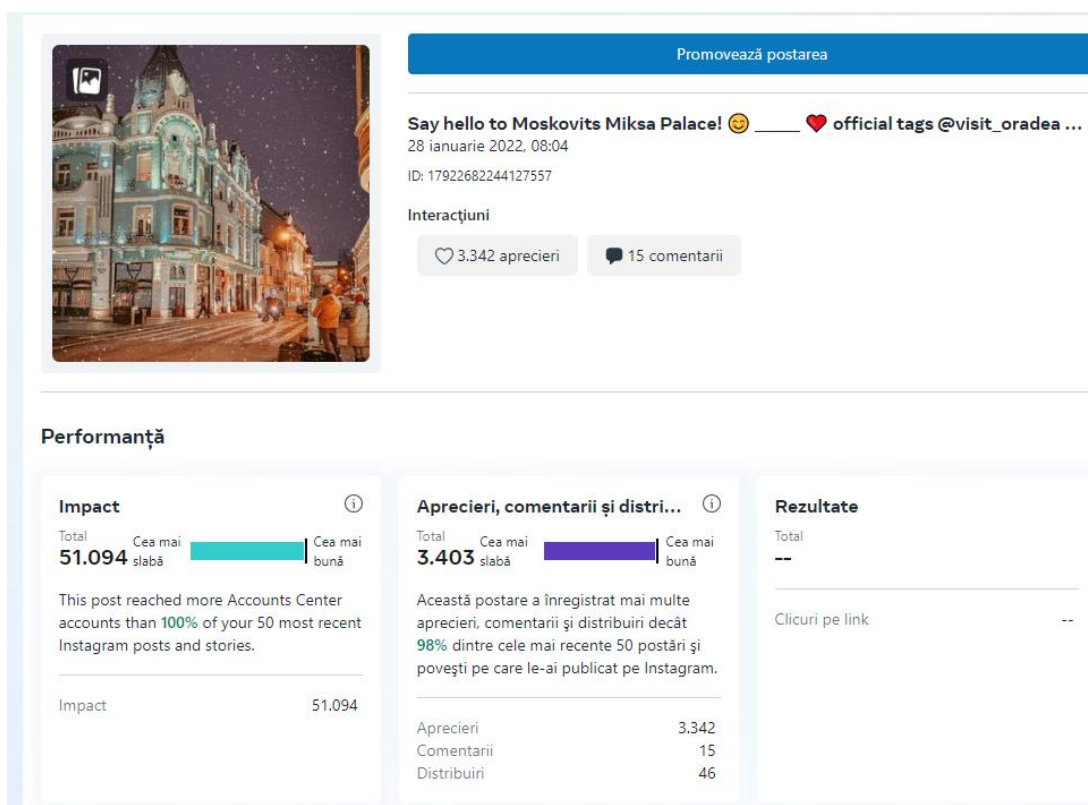 Promovează postarea
Say hello to Moskovits Miksa Palace! 😊 _____ ❤️ official tags @visit_oradea ...
28 ianuarie 2022, 08:04
ID: 17922682244127557
Interacțiuni
3.342 aprecieri
15 comentarii
Performanță
Impact
Total
51.094
Cea mai
slabă
Cea mai
bună
This post reached more Accounts Center
accounts than 100% of your 50 most recent
Instagram posts and stories.
Impact 51.094
Aprecieri, comentarii și distri...
Total
3.403
Cea mai
slabă
Cea mai
bună
Această postare a înregistrat mai multe
aprecieri, comentarii și distribuiri decât
98% dintre cele mai recente 50 postări și
povești pe care le-ai publicat pe Instagram.
Aprecieri 3.342
Comentarii 15
Distribuiri 46
Rezultate
Total
--
Clicuri pe link --